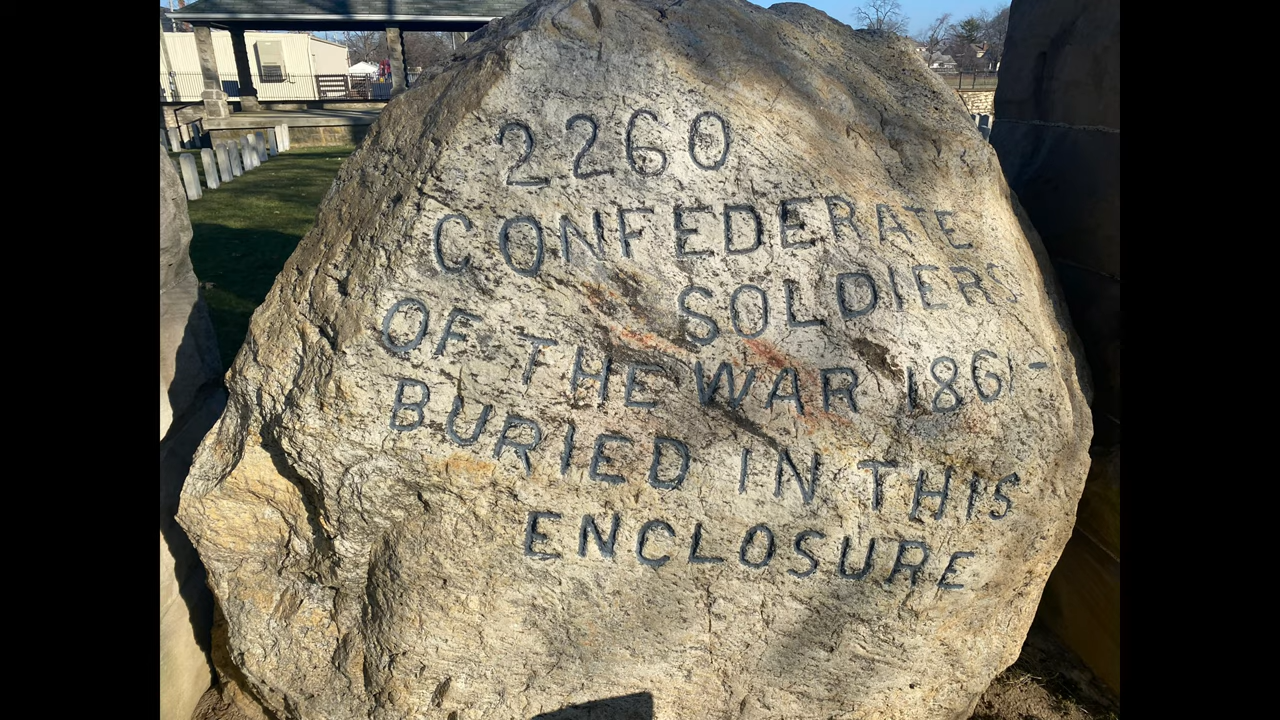 2260
CONFEDERATE
SOLDIERS
OF THE WAR 1861-
BURIED IN THIS
ENCLOSURE